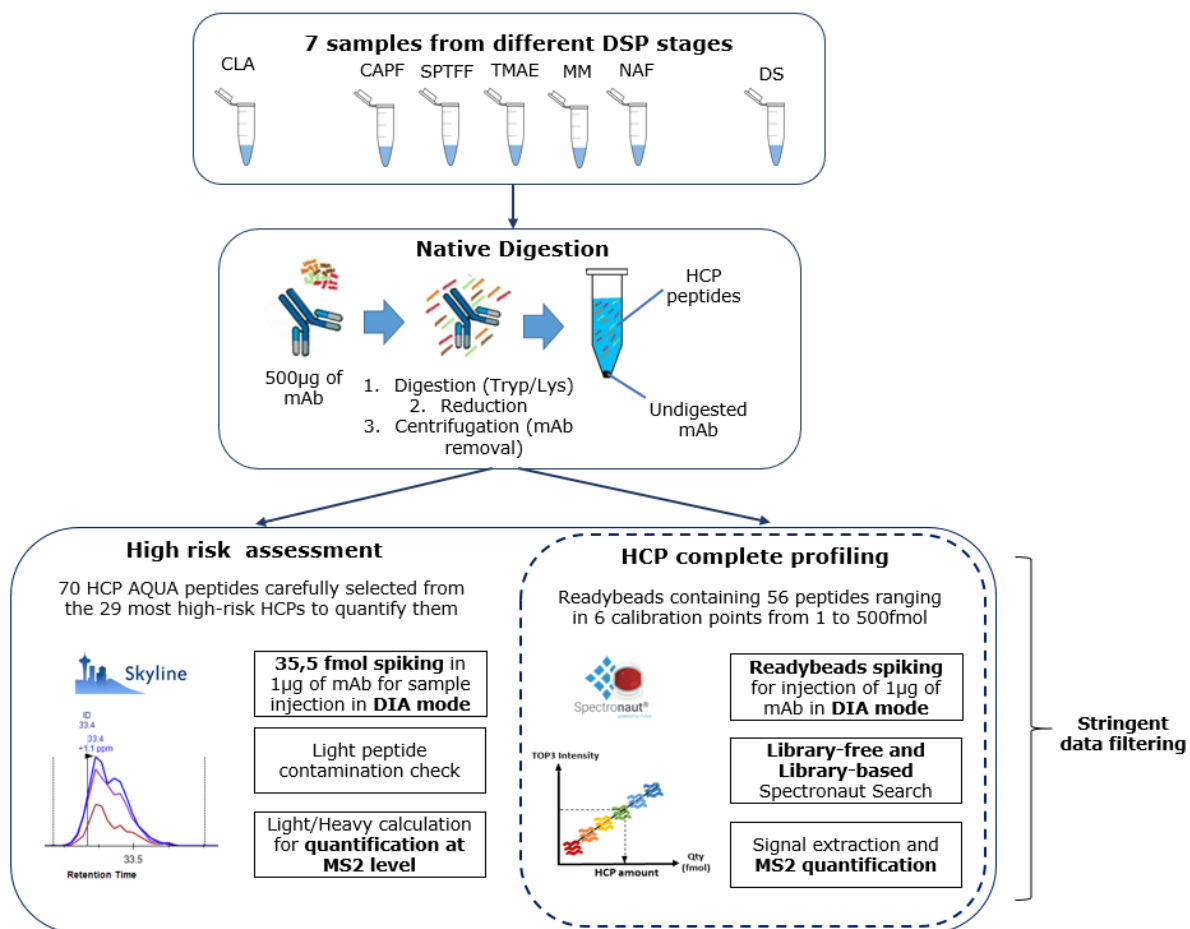 7 samples from different DSP stages
CLA
CAPF
SPTFF
TMAE
MM
NAF
DS
Native Digestion
500µg of
mAb
1. Digestion (Tryp/Lys)
2. Reduction
3. Centrifugation (mAb
removal)
HCP
peptides
Undigested
mAb
High risk assessment
70 HCP AQUA peptides carefully selected from
the 29 most high-risk HCPs to quantify them
Skyline
ID
33.4
33.4
+1.1 ppm
33.5
Retention Time
35,5 fmol spiking in
1µg of mAb for sample
injection in DIA mode
Light peptide
contamination check
Light/Heavy calculation
for quantification at
MS2 level
HCP complete profiling
Readybeads containing 56 peptides ranging
in 6 calibration points from 1 to 500fmol
Spectronaut®
TOP3 Intensity
Qty
(fmol)
HCP amount
Readybeads spiking
for injection of 1µg of
mAb in DIA mode
Library-free and
Library-based
Spectronaut Search
Signal extraction and
MS2 quantification
Stringent
data filtering